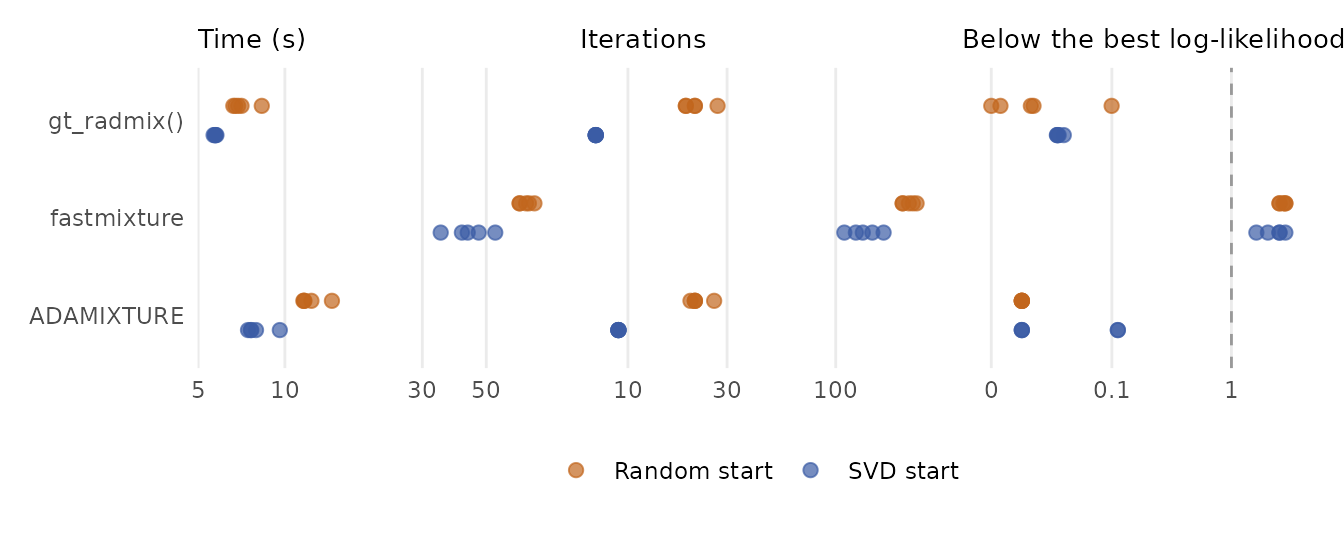 Time (s) Iterations Below the best log-likelihood
gt_radmix()
fastmixture
ADAMIXTURE
5 10 30 50 10 30 100 0 0.1 1
Random start SVD start